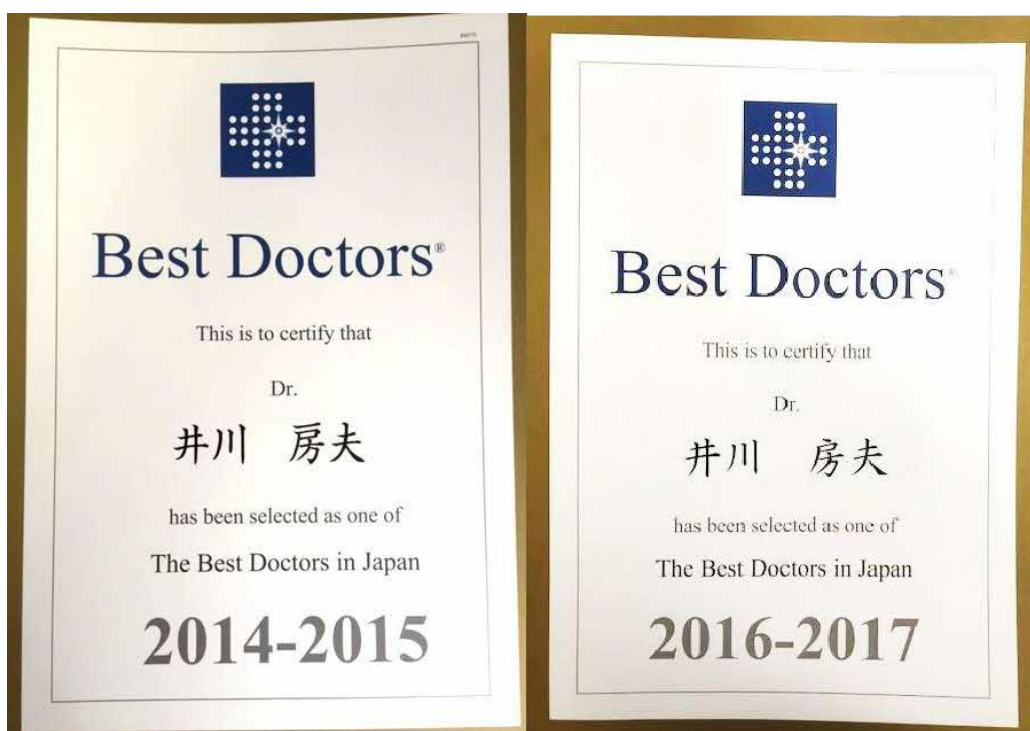 Best Doctors®
This is to certify that
Dr.
井川 房夫
has been selected as one of
The Best Doctors in Japan
2014-2015
Best Doctors®
This is to certify that
Dr.
井川 房夫
has been selected as one of
The Best Doctors in Japan
2016-2017